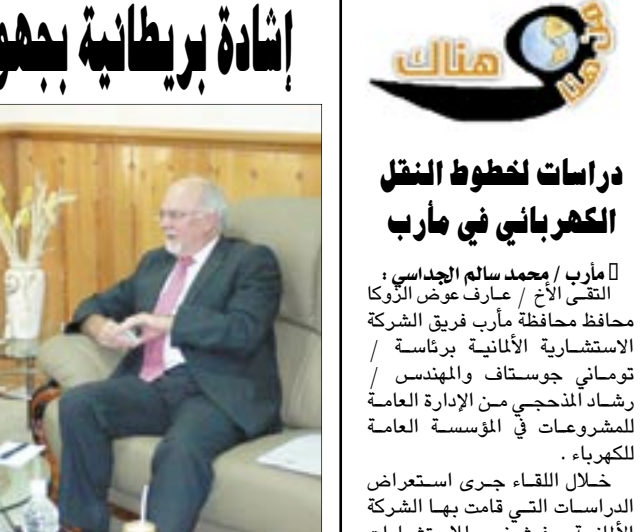 من هنا
هناك
إشادة بريطانية
دراسات لخطوط النقل
الكهربائي في مأرب
مأرب / محمد سالم الجداسي :
التقى الأخ / عارف عوض الزوكا
محافظ محافظة مأرب فريق الشركة
الاستشارية الألمانية برئاسة /
توماني جوستاف والمهندس /
رشاد المذحجي من الإدارة العامة
للمشروعات في المؤسسة العامة
للكهرباء .
خلال اللقاء جرى استعراض
الدراسات التي قامت بها الشركة